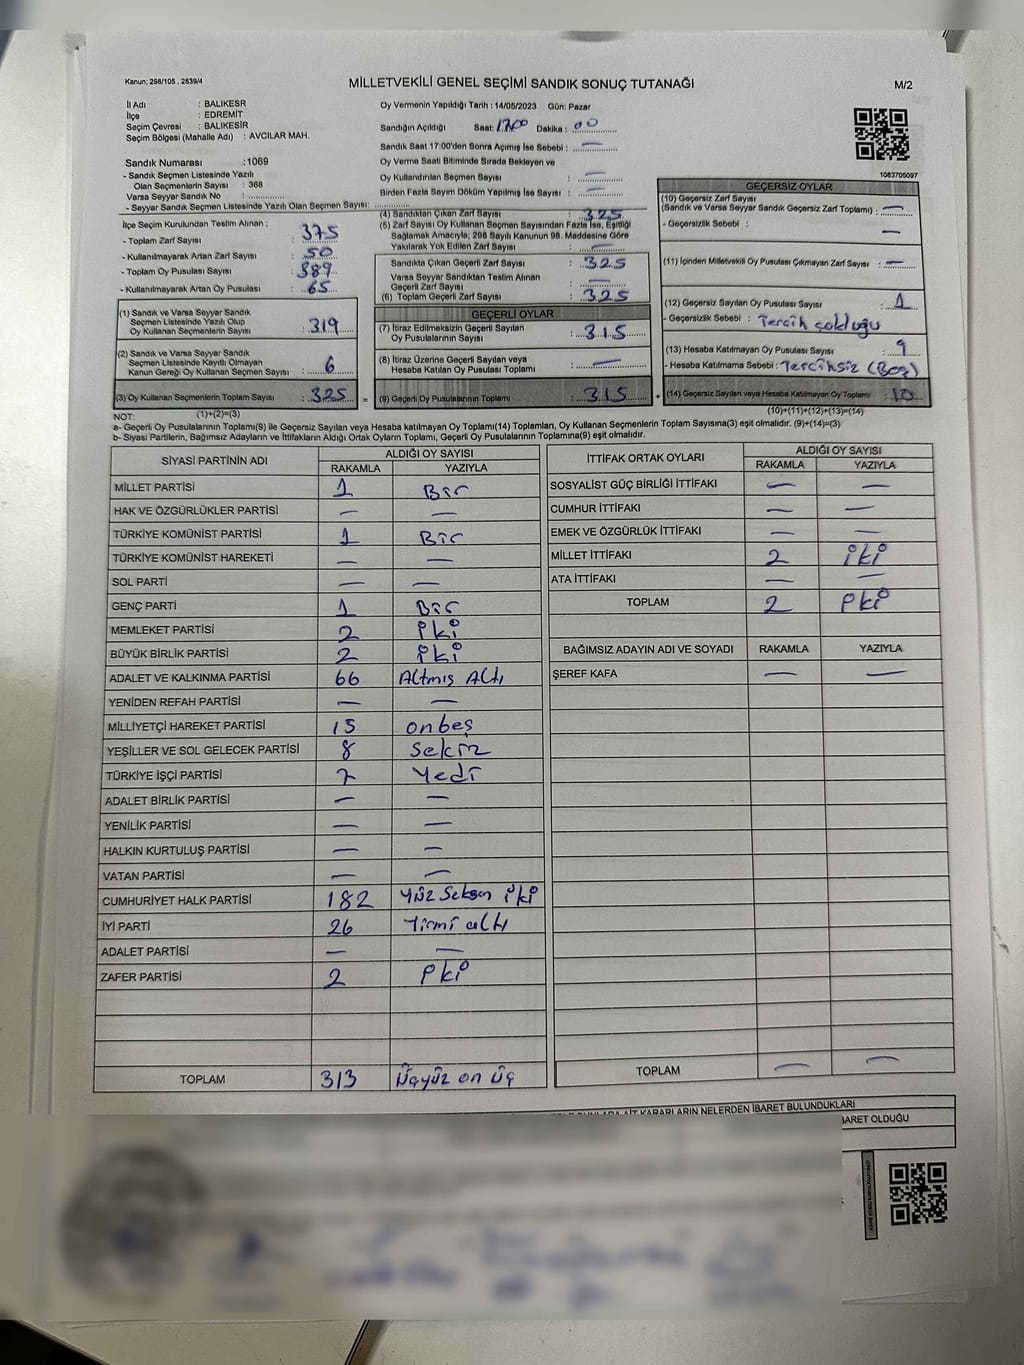 Kanun: 298/105 , 2839/4
MİLLETVEKİLİ GENEL SEÇİMİ SANDIK SONUÇ TUTANAĞI
M/2
İl Adı : BALIKESR
İlçe : EDREMIT
Seçim Çevresi : BALIKESİR
Seçim Bölgesi (Mahalle Adı) : AVCILAR MAH.
Oy Vermenin Yapıldığı Tarih : 14/05/2023 Gün: Pazar
Sandığın Açıldığı Saat: 17.00 Dakika : 00
Sandık Saat 17:00'den Sonra Açımış İse Sebebi : —
Oy Verme Saati Bitiminde Sırada Bekleyen ve
Oy Kullandırılan Seçmen Sayısı : —
Birden Fazla Sayım Döküm Yapılmış İse Sayısı : —
Sandık Numarası :1069
- Sandık Seçmen Listesinde Yazılı
Olan Seçmenlerin Sayısı : 368
Varsa Seyyar Sandık No :
- Seyyar Sandık Seçmen Listesinde Yazılı Olan Seçmen Sayısı:
1083705097
İlçe Seçim Kurulundan Teslim Alınan ;
- Toplam Zarf Sayısı : 375
- Kullanılmayarak Artan Zarf Sayısı : 50
- Toplam Oy Pusulası Sayısı : 389
- Kullanılmayarak Artan Oy Pusulası : 65
(1) Sandık ve Varsa Seyyar Sandık
Seçmen Listesinde Yazılı Olup
Oy Kullanan Seçmenlerin Sayısı : 319
(2) Sandık ve Varsa Seyyar Sandık
Seçmen Listesinde Kayıtlı Olmayan
Kanun Gereği Oy Kullanan Seçmen Sayısı : 6
(3) Oy Kullanan Seçmenlerin Toplam Sayısı : 325 =
(4) Sandıktan Çıkan Zarf Sayısı : 325
(5) Zarf Sayısı Oy Kullanan Seçmen Sayısından Fazla İse, Eşitliği
Sağlamak Amacıyla; 298 Sayılı Kanunun 98. Maddesine Göre
Yakılarak Yok Edilen Zarf Sayısı : —
Sandıkta Çıkan Geçerli Zarf Sayısı : 325
Varsa Seyyar Sandıktan Teslim Alınan
Geçerli Zarf Sayısı : —
(6) Toplam Geçerli Zarf Sayısı : 325
GEÇERLİ OYLAR
(7) İtiraz Edilmeksizin Geçerli Sayılan
Oy Pusulalarının Sayısı : 315
(8) İtiraz Üzerine Geçerli Sayılan veya
Hesaba Katılan Oy Pusulası Toplamı : —
(9) Geçerli Oy Pusulalarının Toplamı : 315 +
GEÇERSİZ OYLAR
(10) Geçersiz Zarf Sayısı
(Sandık ve Varsa Seyyar Sandık Geçersiz Zarf Toplamı) : —
- Geçersizlik Sebebi : —
(11) İçinden Milletvekili Oy Pusulası Çıkmayan Zarf Sayısı : —
(12) Geçersiz Sayılan Oy Pusulası Sayısı : 1
- Geçersizlik Sebebi : Tercih çokluğu
(13) Hesaba Katılmayan Oy Pusulası Sayısı : 9
- Hesaba Katılmama Sebebi : Tercihsiz (Boş)
(14) Geçersiz Sayılan veya Hesaba Katılmayan Oy Toplamı : 10
NOT: (1)+(2)=(3) (10)+(11)+(12)+(13)=(14)
a- Geçerli Oy Pusulalarının Toplamı(9) ile Geçersiz Sayılan veya Hesaba katılmayan Oy Toplamı(14) Toplamları, Oy Kullanan Seçmenlerin Toplam Sayısına(3) eşit olmalıdır. (9)+(14)=(3)
b- Siyasi Partilerin, Bağımsız Adayların ve İttifakların Aldığı Ortak Oyların Toplamı, Geçerli Oy Pusulalarının Toplamına(9) eşit olmalıdır.
SİYASİ PARTİNİN ADI ALDIĞI OY SAYISI
RAKAMLA YAZIYLA
MİLLET PARTİSİ 1 Bir
HAK VE ÖZGÜRLÜKLER PARTİSİ — —
TÜRKİYE KOMÜNİST PARTİSİ 1 Bir
TÜRKİYE KOMÜNİST HAREKETİ — —
SOL PARTİ — —
GENÇ PARTİ 1 Bir
MEMLEKET PARTİSİ 2 iki
BÜYÜK BİRLİK PARTİSİ 2 iki
ADALET VE KALKINMA PARTİSİ 66 Altmış Altı
YENİDEN REFAH PARTİSİ — —
MİLLİYETÇİ HAREKET PARTİSİ 15 onbeş
YEŞİLLER VE SOL GELECEK PARTİSİ 8 Sekiz
TÜRKİYE İŞÇİ PARTİSİ 7 Yedi
ADALET BİRLİK PARTİSİ — —
YENİLİK PARTİSİ — —
HALKIN KURTULUŞ PARTİSİ — —
VATAN PARTİSİ — —
CUMHURİYET HALK PARTİSİ 182 Yüz Seksen iki
İYİ PARTİ 26 Yirmi altı
ADALET PARTİSİ — —
ZAFER PARTİSİ 2 iki
TOPLAM 313 Üçyüz on üç
İTTİFAK ORTAK OYLARI ALDIĞI OY SAYISI
RAKAMLA YAZIYLA
SOSYALİST GÜÇ BİRLİĞİ İTTİFAKI — —
CUMHUR İTTİFAKI — —
EMEK VE ÖZGÜRLÜK İTTİFAKI — —
MİLLET İTTİFAKI 2 iki
ATA İTTİFAKI — —
TOPLAM 2 iki
BAĞIMSIZ ADAYIN ADI VE SOYADI RAKAMLA YAZIYLA
ŞEREF KAFA — —
TOPLAM — —
KARARLARIN NELERDEN İBARET BULUNDUKLARI
BARET OLDUĞU